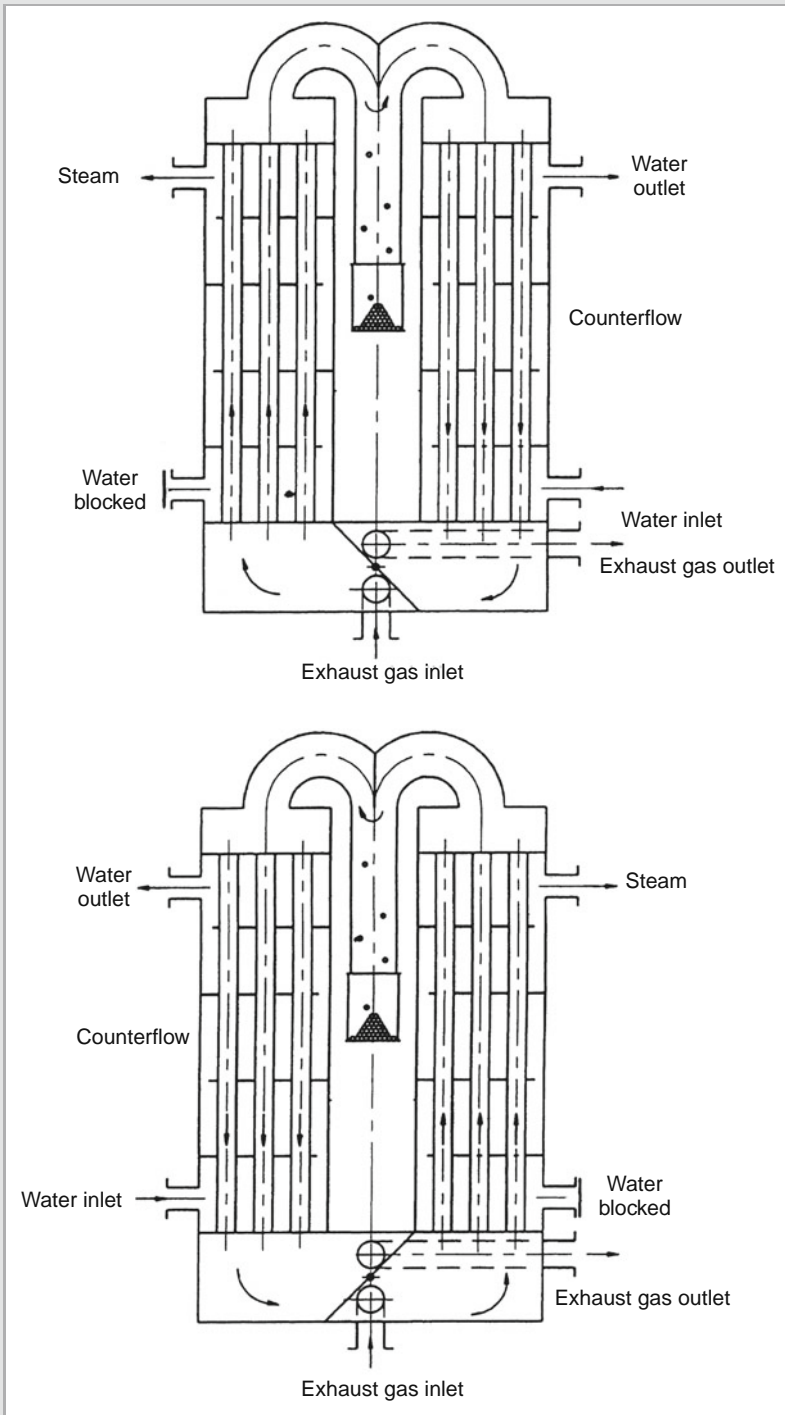 Steam
Water
outlet
Counterflow
Water
blocked
Water inlet
Exhaust gas outlet
Exhaust gas inlet
Water
outlet
Steam
Counterflow
Water inlet
Water
blocked
Exhaust gas outlet
Exhaust gas inlet